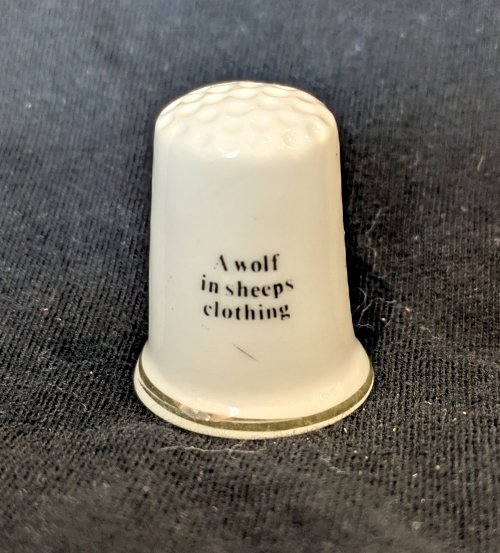 A wolf
in sheeps
clothing